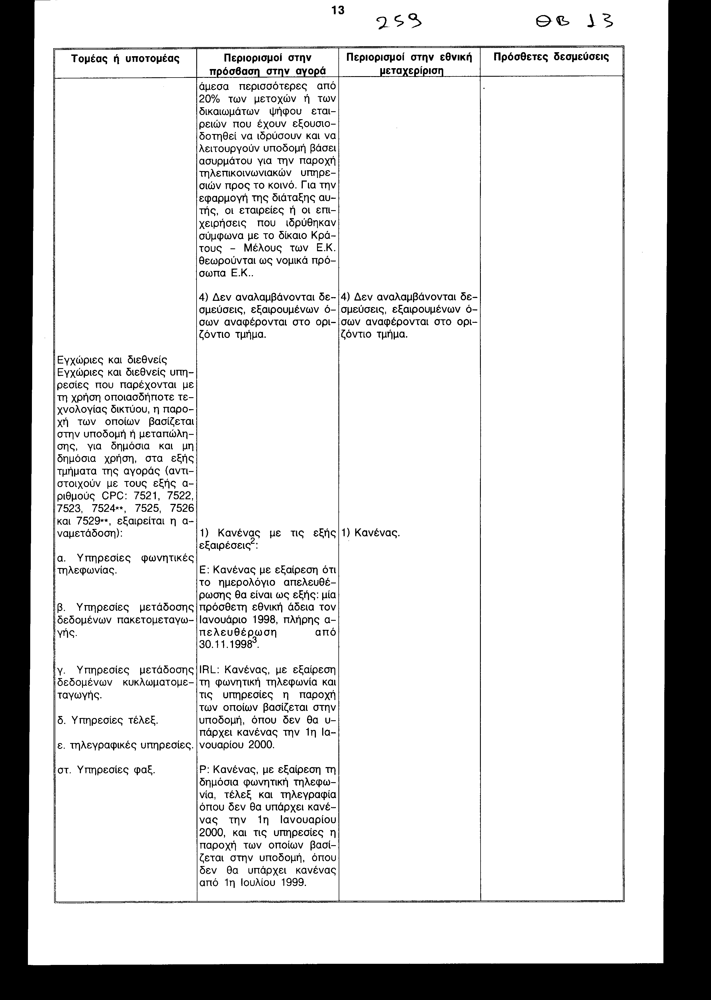 13
259 ΘΒ 13
Τομέας ή υποτομέας
Περιορισμοί στην
πρόσβαση στην αγορά
Περιορισμοί στην εθνική
μεταχερίριση
Πρόσθετες δεσμεύσεις
άμεσα περισσότερες από
20% των μετοχών ή των
δικαιωμάτων ψήφου εται-
ρειών που έχουν εξουσιο-
δοτηθεί να ιδρύσουν και να
λειτουργούν υποδομή βάσει
ασυρμάτου για την παροχή
τηλεπικοινωνιακών υπηρε-
σιών προς το κοινό. Για την
εφαρμογή της διάταξης αυ-
τής, οι εταιρείες ή οι επι-
χειρήσεις που ιδρύθηκαν
σύμφωνα με το δίκαιο Κρά-
τους - Μέλους των Ε.Κ.
θεωρούνται ως νομικά πρό-
σωπα Ε.Κ..
4) Δεν αναλαμβάνονται δε-
σμεύσεις, εξαιρουμένων ό-
σων αναφέρονται στο ορι-
ζόντιο τμήμα.
4) Δεν αναλαμβάνονται δε-
σμεύσεις, εξαιρουμένων ό-
σων αναφέρονται στο ορι-
ζόντιο τμήμα.
Εγχώριες και διεθνείς
Εγχώριες και διεθνείς υπη-
ρεσίες που παρέχονται με
τη χρήση οποιασδήποτε τε-
χνολογίας δικτύου, η παρο-
χή των οποίων βασίζεται
στην υποδομή ή μεταπώλη-
σης, για δημόσια και μη
δημόσια χρήση, στα εξής
τμήματα της αγοράς (αντι-
στοιχούν με τους εξής α-
ριθμούς CPC: 7521, 7522,
7523, 7524**, 7525, 7526
και 7529**, εξαιρείται η α-
ναμετάδοση):
α. Υπηρεσίες φωνητικές
τηλεφωνίας.
β. Υπηρεσίες μετάδοσης
δεδομένων πακετομεταγω-
γής.
γ. Υπηρεσίες μετάδοσης
δεδομένων κυκλωματομε-
ταγωγής.
δ. Υπηρεσίες τέλεξ.
ε. τηλεγραφικές υπηρεσίες.
στ. Υπηρεσίες φαξ.
1) Κανένας με τις εξής
εξαιρέσεις²:
Ε: Κανένας με εξαίρεση ότι
το ημερολόγιο απελευθέ-
ρωσης θα είναι ως εξής: μία
πρόσθετη εθνική άδεια τον
Ιανουάριο 1998, πλήρης α-
πελευθέρωση από
30.11.1998³.
IRL: Κανένας, με εξαίρεση
τη φωνητική τηλεφωνία και
τις υπηρεσίες η παροχή
των οποίων βασίζεται στην
υποδομή, όπου δεν θα υ-
πάρχει κανένας την 1η Ια-
νουαρίου 2000.
Ρ: Κανένας, με εξαίρεση τη
δημόσια φωνητική τηλεφω-
νία, τέλεξ και τηλεγραφία
όπου δεν θα υπάρχει κανέ-
νας την 1η Ιανουαρίου
2000, και τις υπηρεσίες η
παροχή των οποίων βασί-
ζεται στην υποδομή, όπου
δεν θα υπάρχει κανένας
από 1η Ιουλίου 1999.
1) Κανένας.